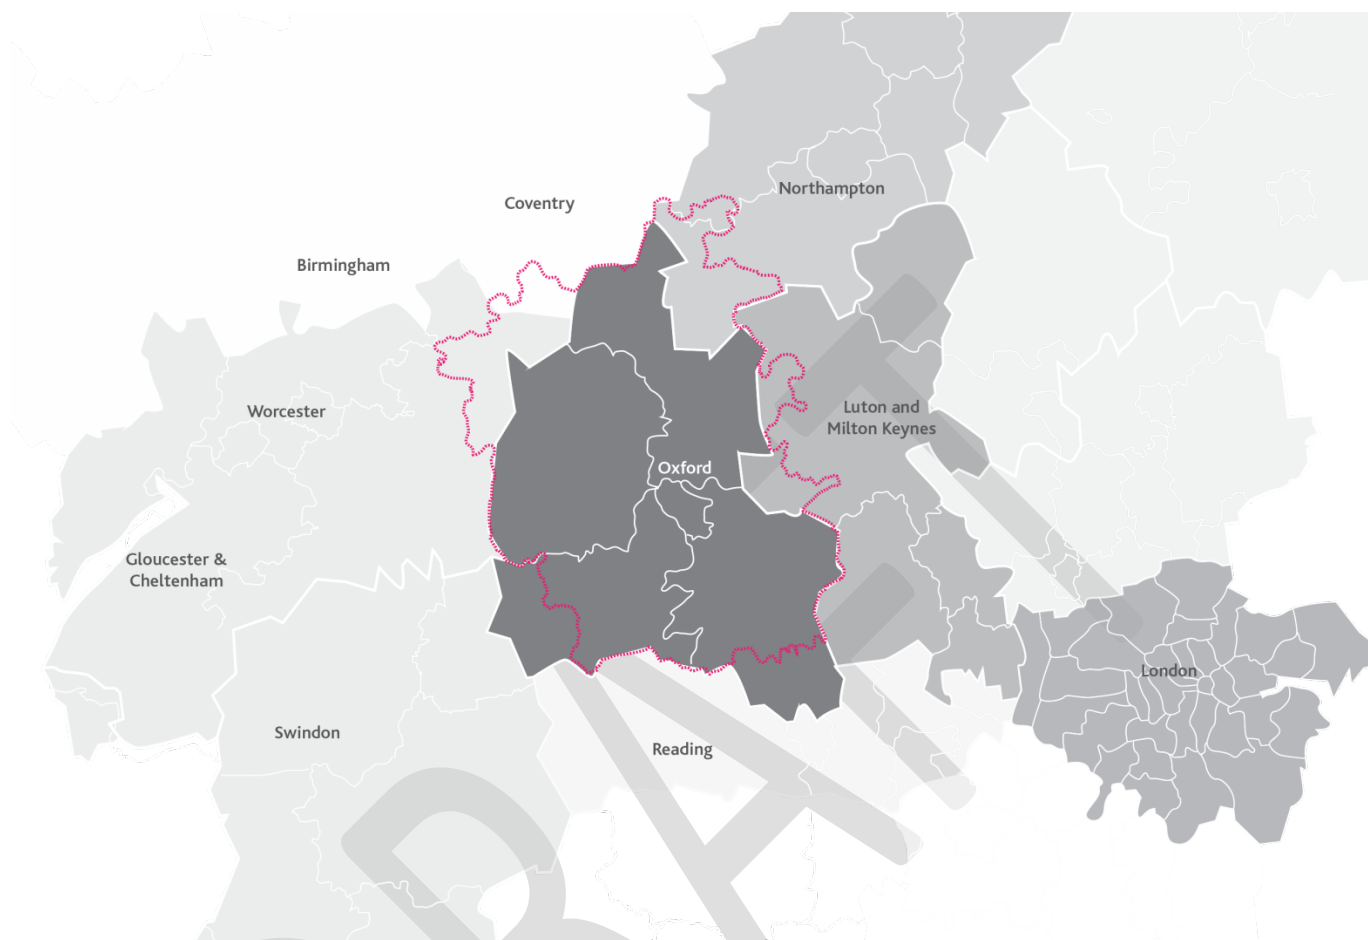 Northampton
Coventry
Birmingham
Luton and
Milton Keynes
Worcester
Oxford
Gloucester &
Cheltenham
London
Swindon
Reading